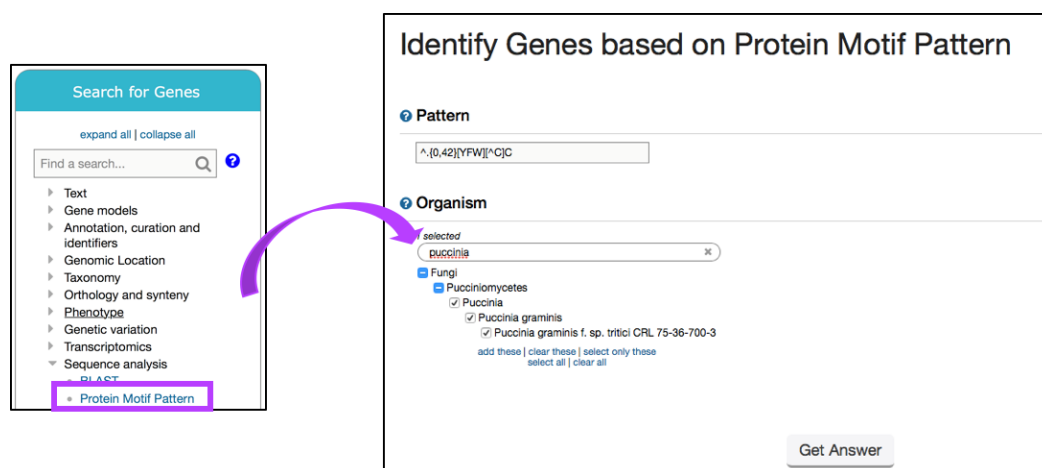 Search for Genes
expand all | collapse all
Find a search...
Text
Gene models
Annotation, curation and
identifiers
Genomic Location
Taxonomy
Orthology and synteny
Phenotype
Genetic variation
Transcriptomics
Sequence analysis
BLAST
Protein Motif Pattern
Identify Genes based on Protein Motif Pattern
Pattern
^.{0,42}[YFW][^C]C
Organism
selected
puccinia
Fungi
Pucciniomycetes
Puccinia
Puccinia graminis
Puccinia graminis f. sp. tritici CRL 75-36-700-3
add these | clear these | select only these
select all | clear all
Get Answer